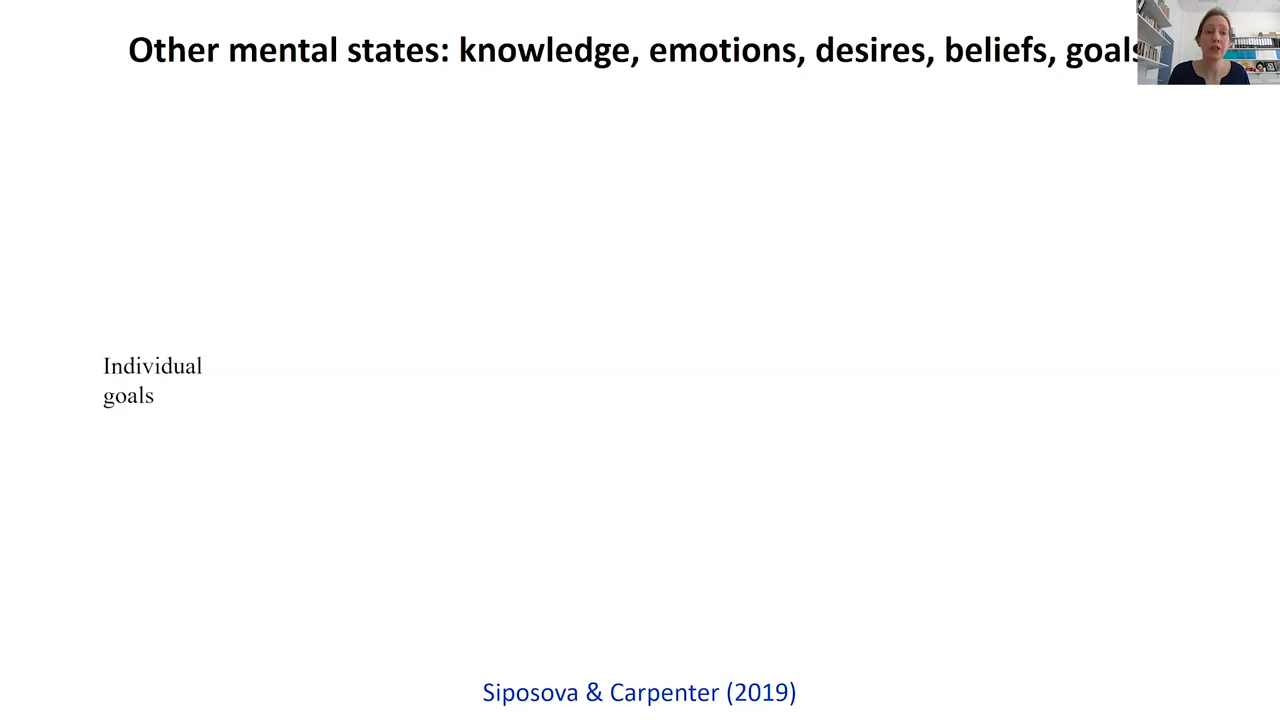 Other mental states: knowledge, emotions, desires, beliefs, goals
Individual
goals
Siposova & Carpenter (2019)